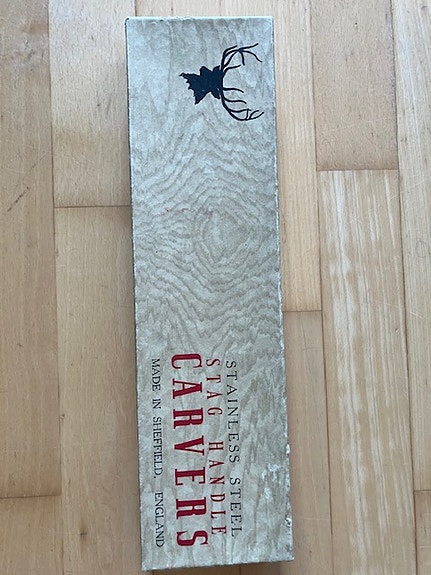 STAINLESS STEEL
STAG HANDLE
CARVERS
MADE IN SHEFFIELD, ENGLAND